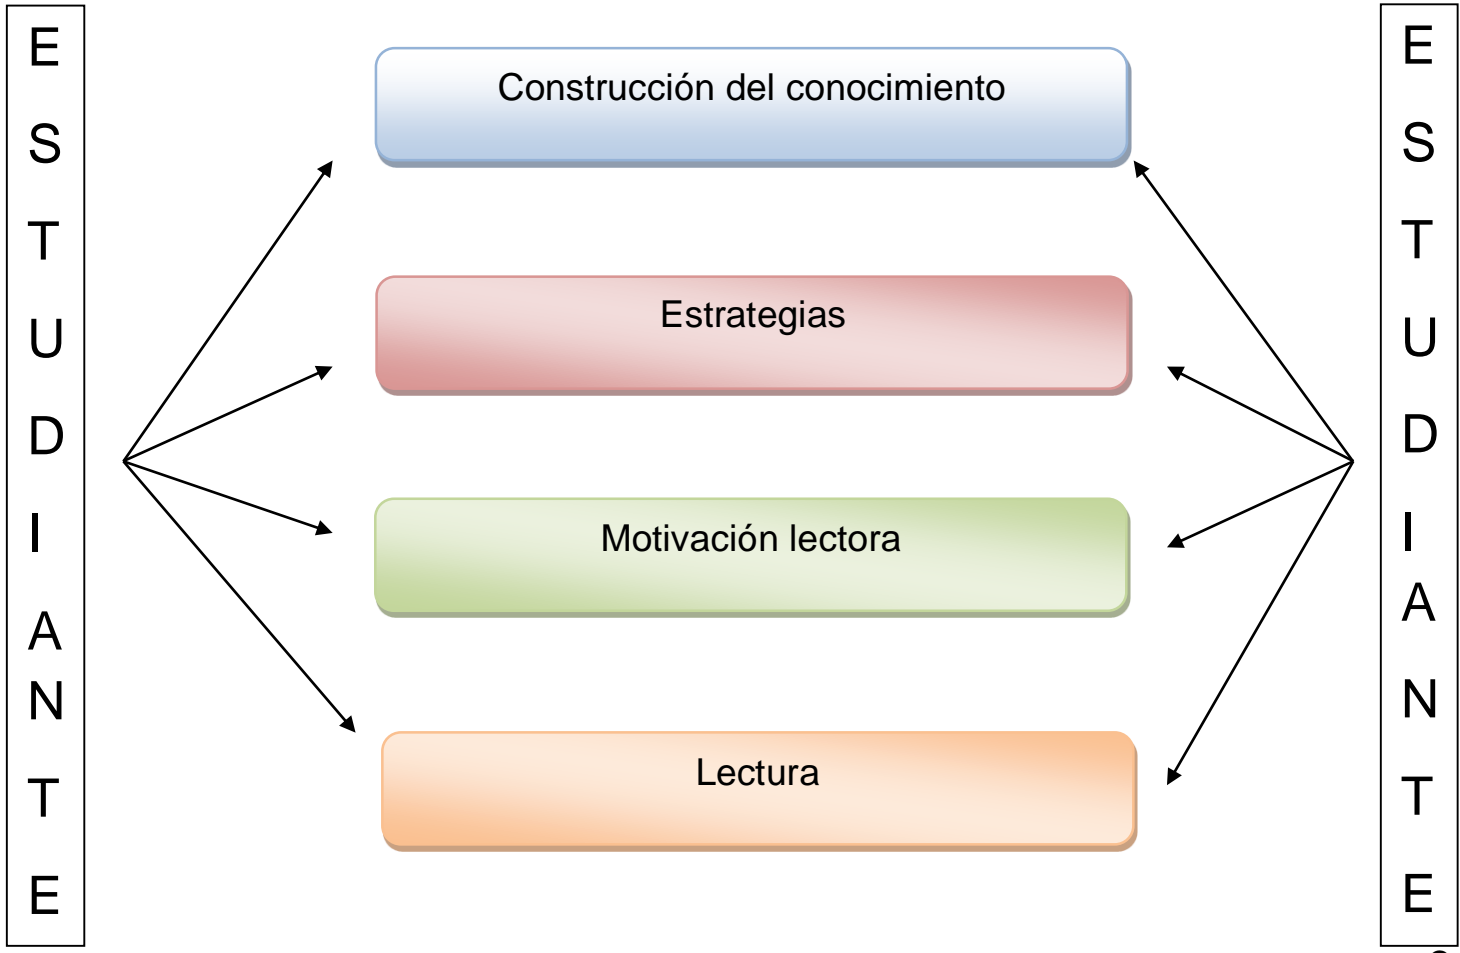 E
S
T
U
D
I
A
N
T
E
Construcción del conocimiento
Estrategias
Motivación lectora
Lectura
E
S
T
U
D
I
A
N
T
E